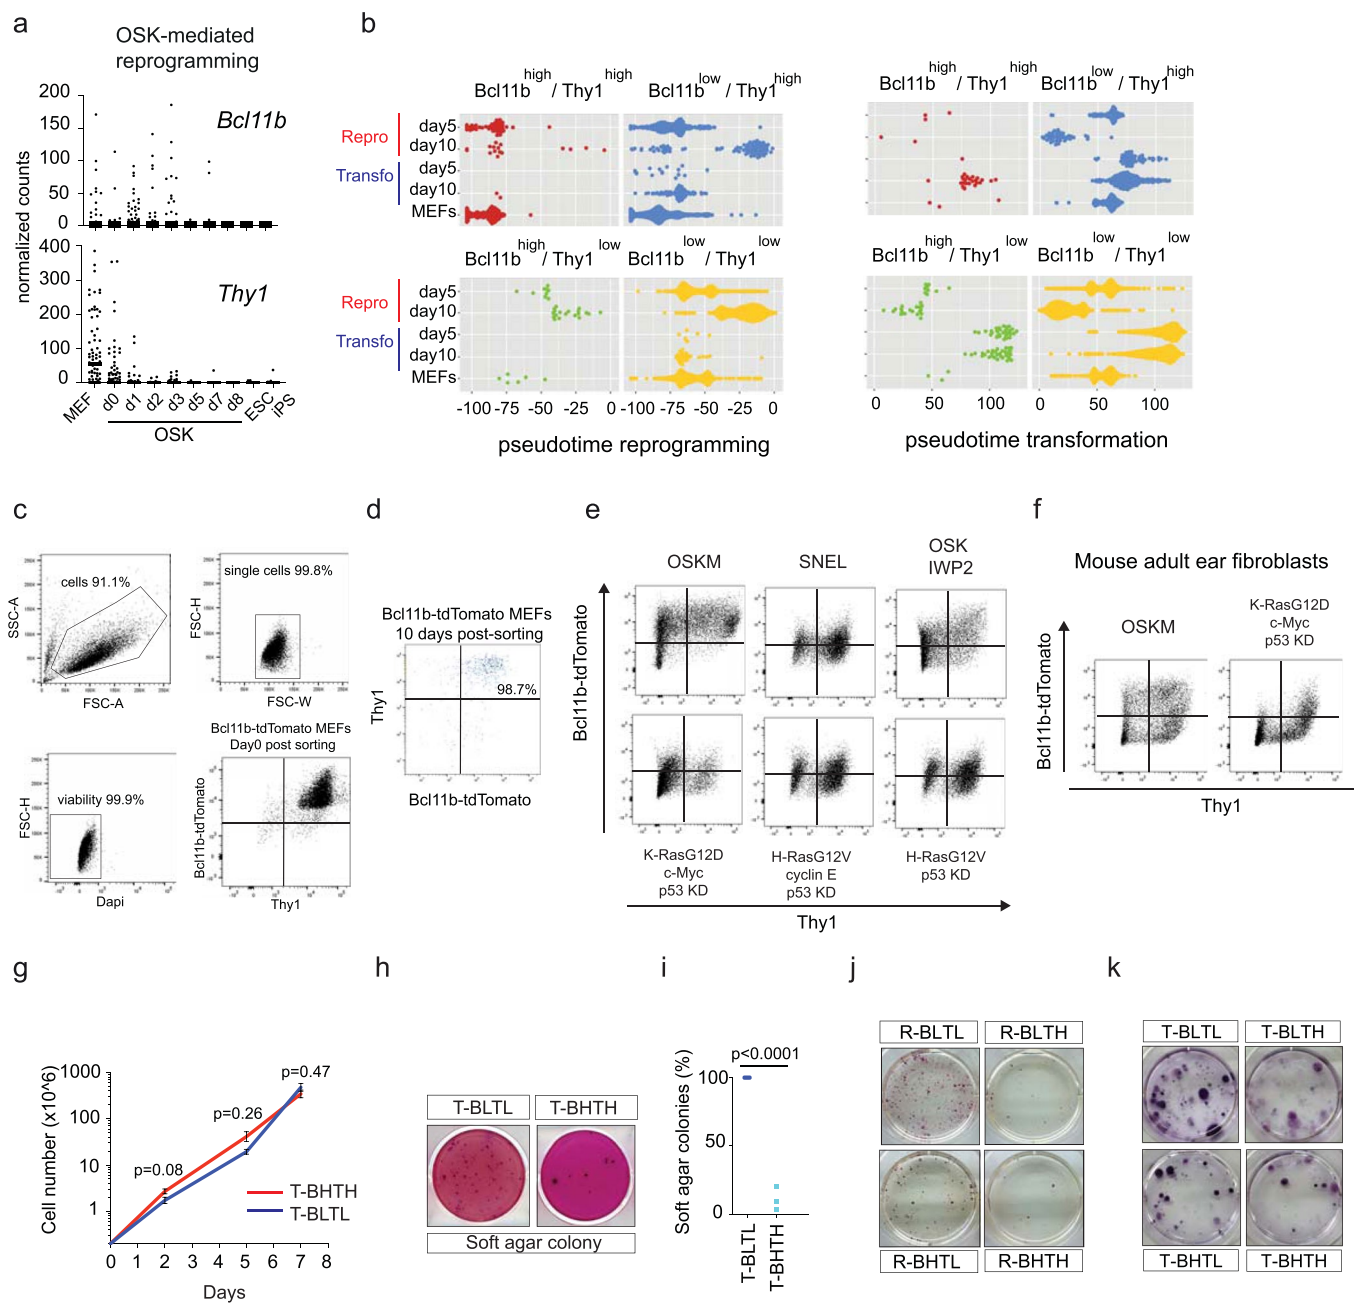 a
OSK-mediated
reprogramming
normalized counts
200
150
100
50
0
Bcl11b
400
300
200
100
0
Thy1
MEF d0 d1 d2 d3 d5 d7 d8 ESC iPS
OSK
b
Bcl11b high / Thy1 high
Bcl11b low / Thy1 high
Bcl11b high / Thy1 high
Bcl11b low / Thy1 high
Repro
Transfo
day5
day10
day5
day10
MEFs
Bcl11b high / Thy1 low
Bcl11b low / Thy1 low
Bcl11b high / Thy1 low
Bcl11b low / Thy1 low
Repro
Transfo
day5
day10
day5
day10
MEFs
-100 -75 -50 -25 0
-100 -75 -50 -25 0
0 50 100
0 50 100
pseudotime reprogramming
pseudotime transformation
c
SSC-A
cells 91.1%
FSC-A
FSC-H
single cells 99.8%
FSC-W
FSC-H
viability 99.9%
Dapi
Bcl11b-tdTomato MEFs
Day0 post sorting
Bcl11b-tdTomato
Thy1
d
Bcl11b-tdTomato MEFs
10 days post-sorting
98.7%
Thy1
Bcl11b-tdTomato
e
OSKM
SNEL
OSK
IWP2
Bcl11b-tdTomato
K-RasG12D
c-Myc
p53 KD
H-RasG12V
cyclin E
p53 KD
H-RasG12V
p53 KD
Thy1
f
Mouse adult ear fibroblasts
OSKM
K-RasG12D
c-Myc
p53 KD
Bcl11b-tdTomato
Thy1
g
Cell number (x10^6)
1000
100
10
1
p=0.08
p=0.26
p=0.47
T-BHTH
T-BLTL
0 1 2 3 4 5 6 7 8
Days
h
T-BLTL
T-BHTH
Soft agar colony
i
p<0.0001
Soft agar colonies (%)
100
50
0
T-BLTL
T-BHTH
j
R-BLTL
R-BLTH
R-BHTL
R-BHTH
k
T-BLTL
T-BLTH
T-BHTL
T-BHTH